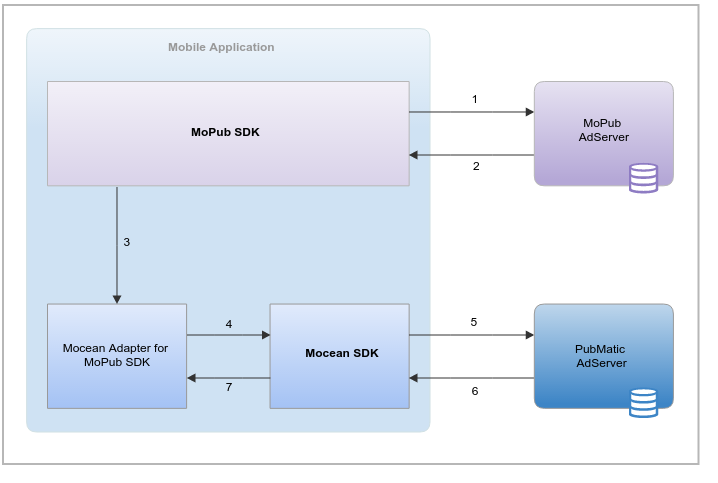 Mobile Application
MoPub SDK
1
MoPub
AdServer
2
3
Mocean Adapter for
MoPub SDK
4
7
Mocean SDK
5
6
PubMatic
AdServer